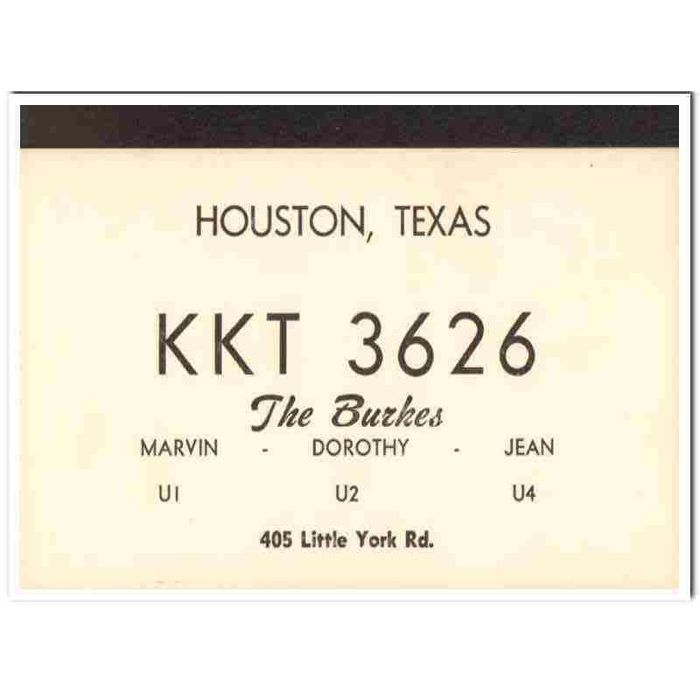 HOUSTON, TEXAS
KKT 3626
The Burkes
MARVIN - DOROTHY - JEAN
U1 U2 U4
405 Little York Rd.